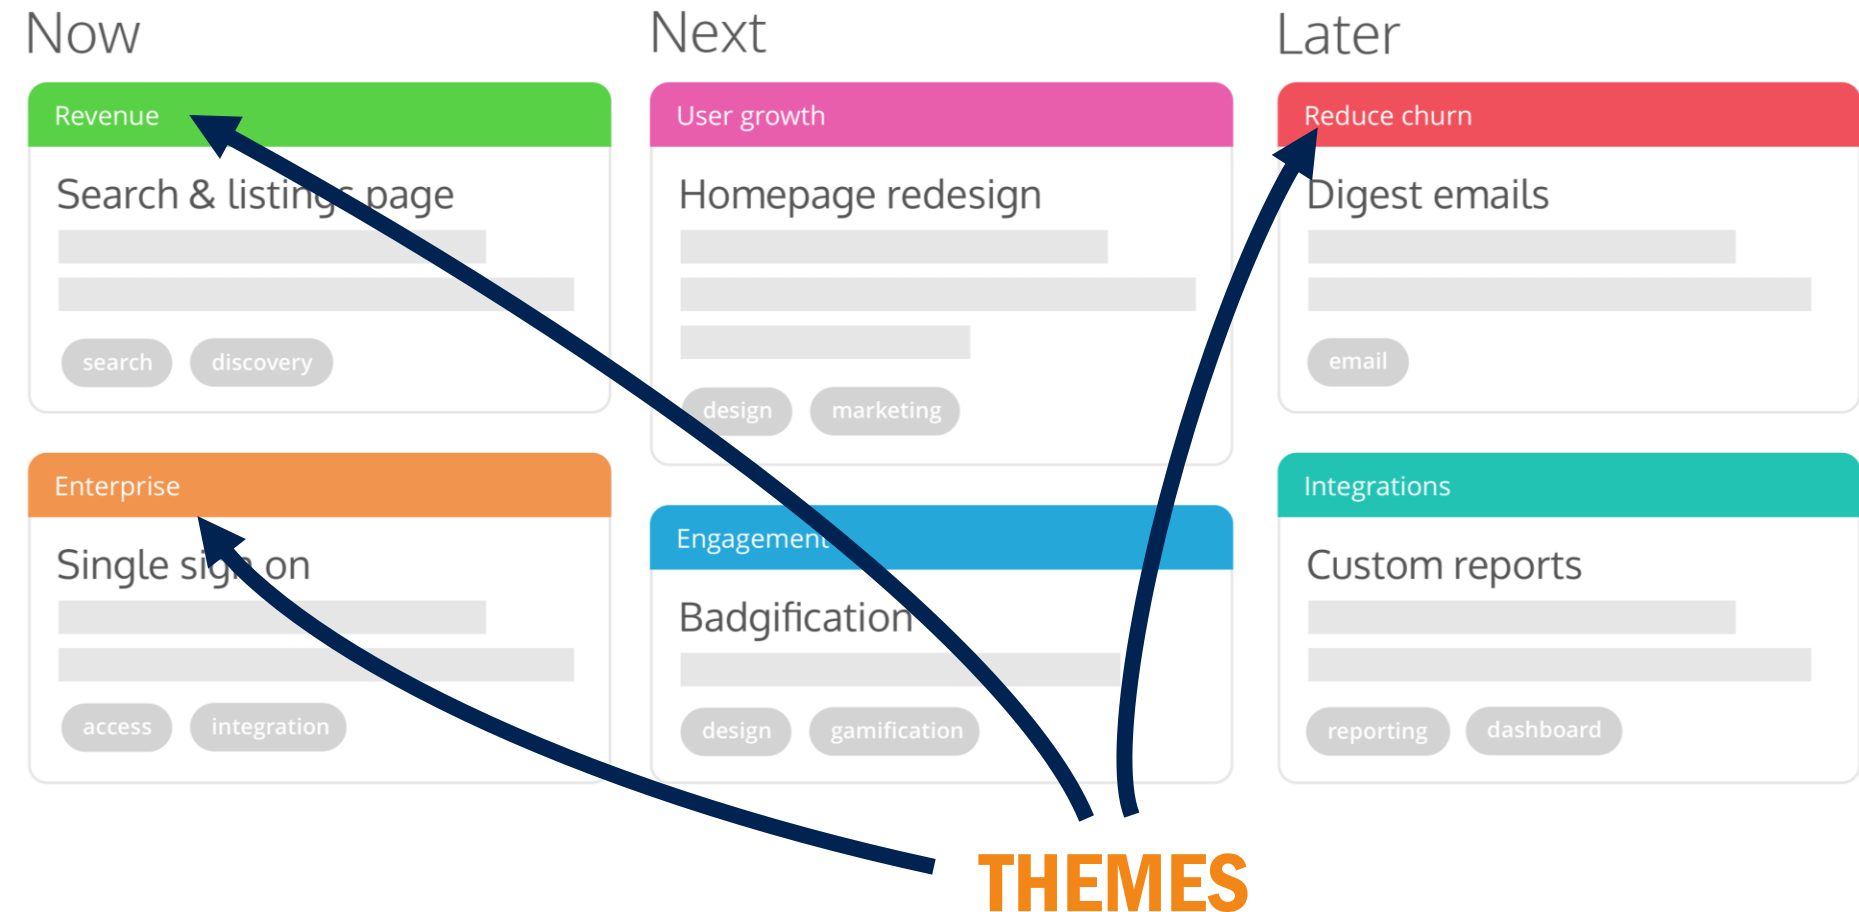 Now
Revenue
Search & listings page
search discovery
Enterprise
Single sign on
access integration
Next
User growth
Homepage redesign
design marketing
Engagement
Badgification
design gamification
Later
Reduce churn
Digest emails
email
Integrations
Custom reports
reporting dashboard
THEMES